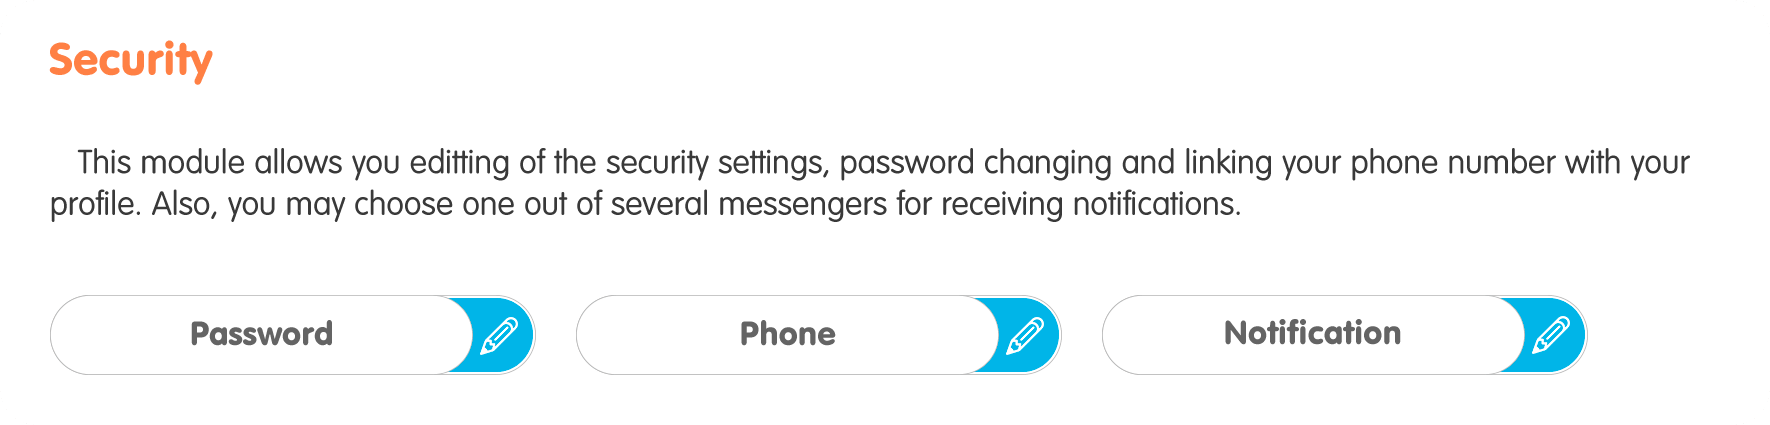 Security
This module allows you editting of the security settings, password changing and linking your phone number with your
profile. Also, you may choose one out of several messengers for receiving notifications.
Password
Phone
Notification